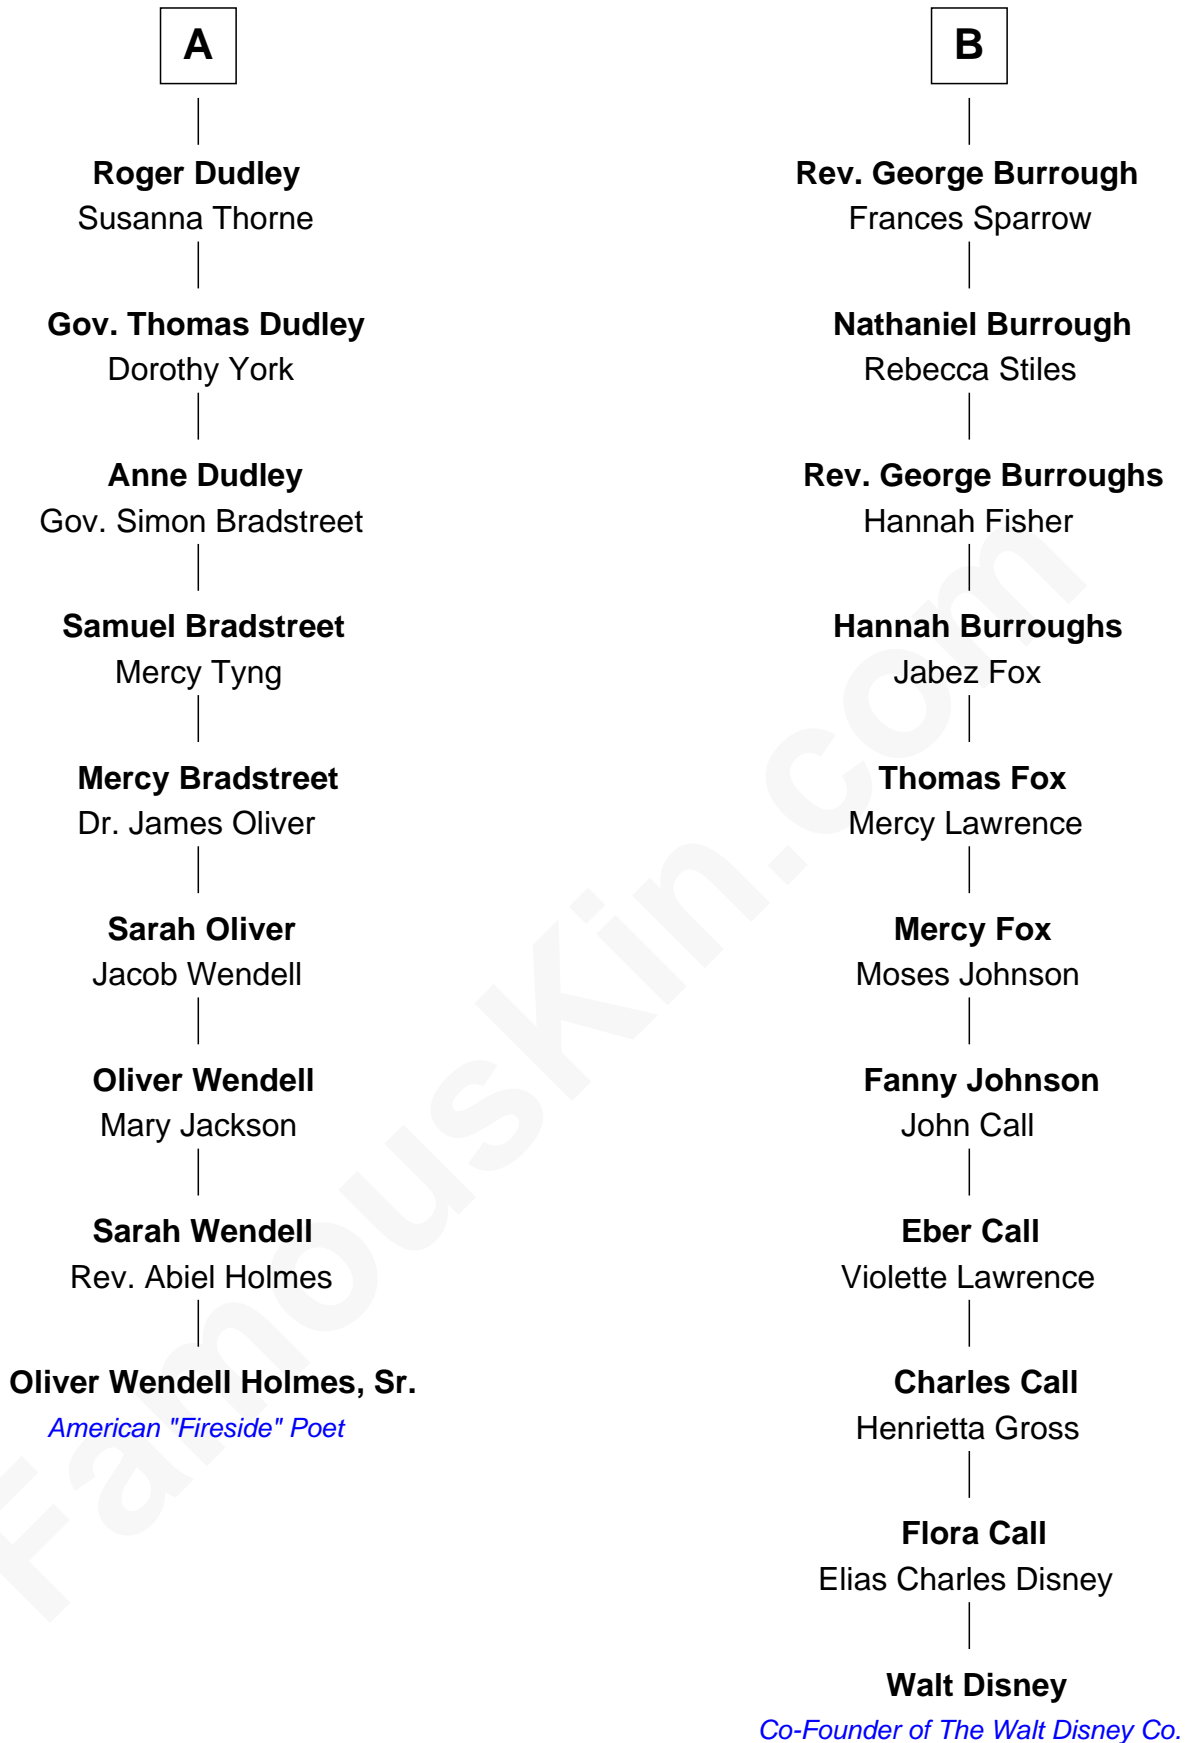 A
Roger Dudley
Susanna Thorne
Gov. Thomas Dudley
Dorothy York
Anne Dudley
Gov. Simon Bradstreet
Samuel Bradstreet
Mercy Tyng
Mercy Bradstreet
Dr. James Oliver
Sarah Oliver
Jacob Wendell
Oliver Wendell
Mary Jackson
Sarah Wendell
Rev. Abiel Holmes
Oliver Wendell Holmes, Sr.
American "Fireside" Poet
B
Rev. George Burrough
Frances Sparrow
Nathaniel Burrough
Rebecca Stiles
Rev. George Burroughs
Hannah Fisher
Hannah Burroughs
Jabez Fox
Thomas Fox
Mercy Lawrence
Mercy Fox
Moses Johnson
Fanny Johnson
John Call
Eber Call
Violette Lawrence
Charles Call
Henrietta Gross
Flora Call
Elias Charles Disney
Walt Disney
Co-Founder of The Walt Disney Co.
FamousKin.com